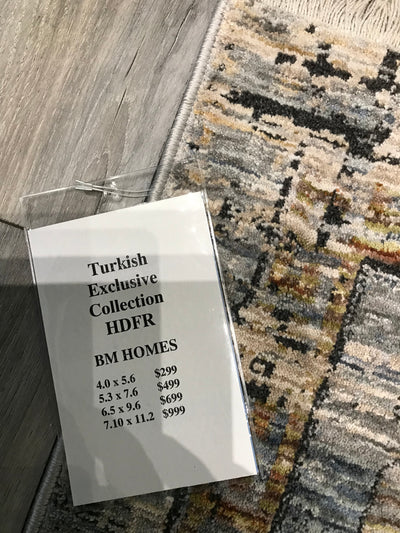 Turkish
Exclusive
Collection
HDFR
BM HOMES
4.0 x 5.6 $299
5.3 x 7.6 $499
6.5 x 9.6 $699
7.10 x 11.2 $999